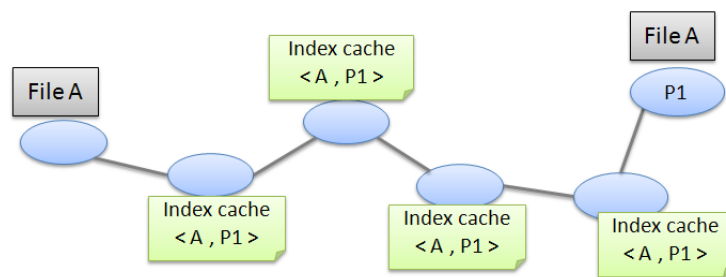 File A
Index cache
< A , P1 >
File A
P1
Index cache
< A , P1 >
Index cache
< A , P1 >
Index cache
< A , P1 >